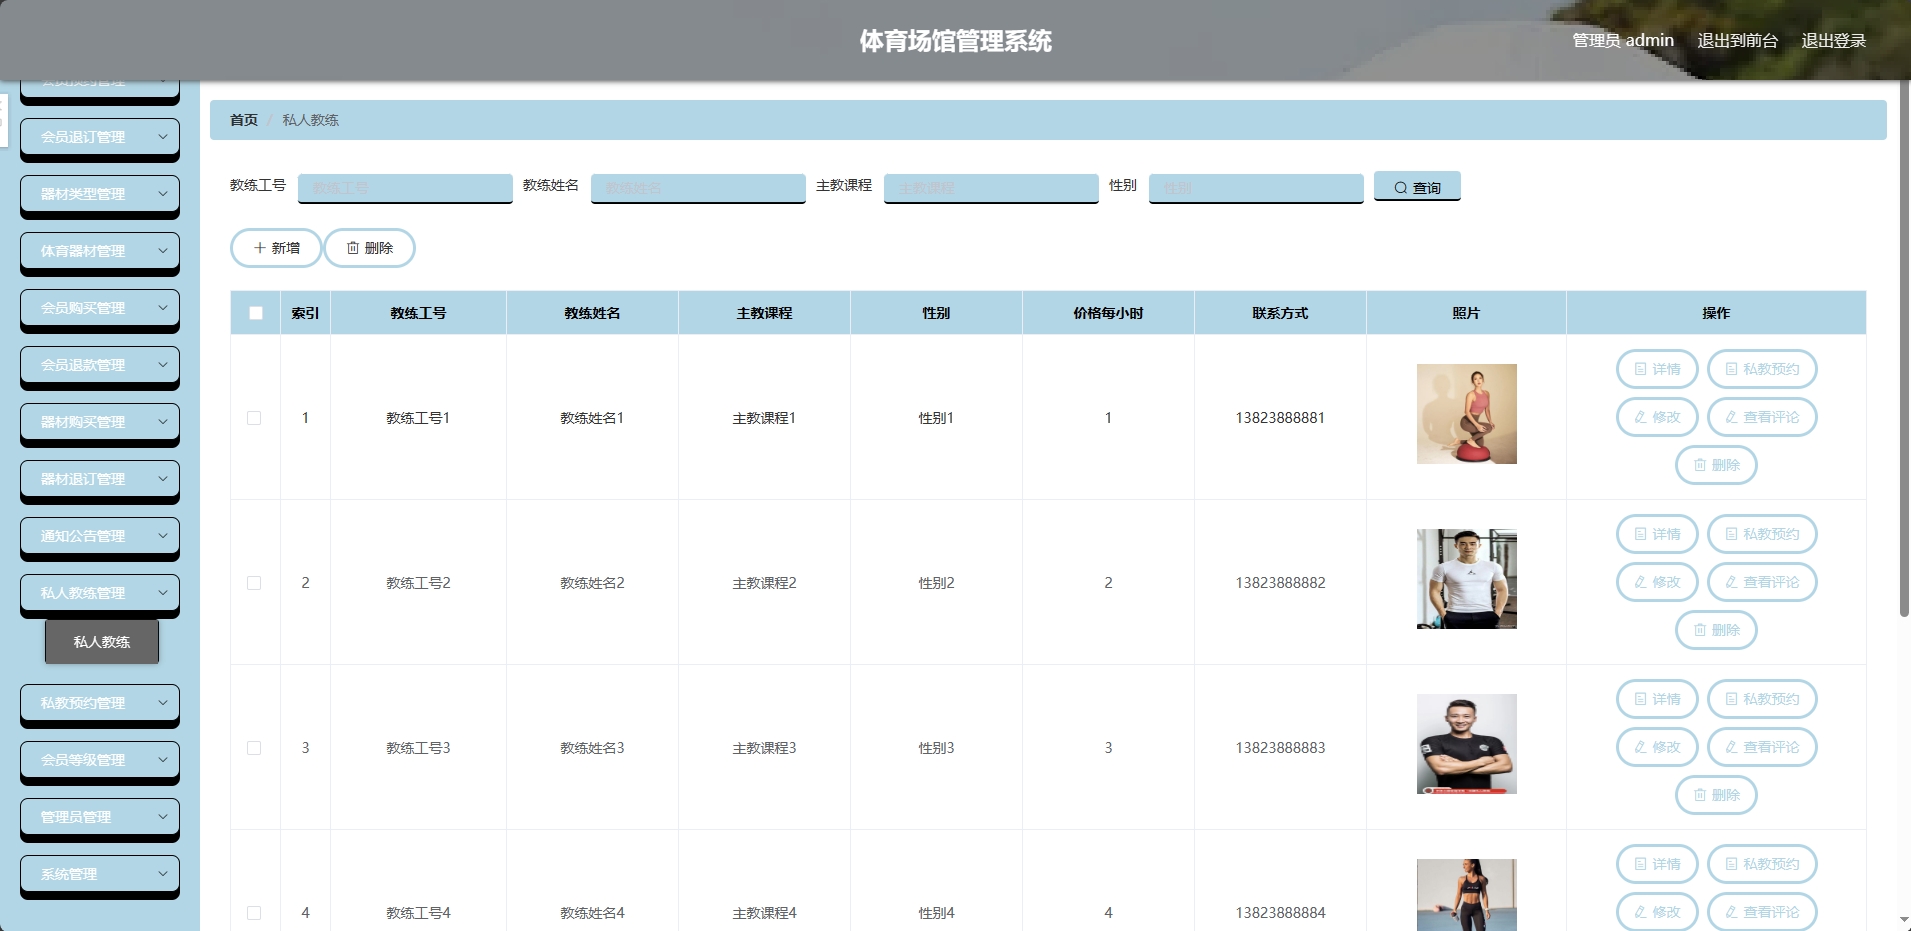 体育场馆管理系统
管理员 admin 退出到前台 退出登录
会员预约管理
会员退订管理
器材类型管理
体育器材管理
会员购买管理
会员退款管理
器材购买管理
器材退订管理
通知公告管理
私人教练管理
私人教练
私教预约管理
会员等级管理
管理员管理
系统管理
首页 / 私人教练
教练工号 教练工号 教练姓名 教练姓名 主教课程 主教课程 性别 性别 查询
新增 删除
索引 教练工号 教练姓名 主教课程 性别 价格每小时 联系方式 照片 操作
1 教练工号1 教练姓名1 主教课程1 性别1 1 13823888881
详情 私教预约
修改 查看评论
删除
2 教练工号2 教练姓名2 主教课程2 性别2 2 13823888882
详情 私教预约
修改 查看评论
删除
3 教练工号3 教练姓名3 主教课程3 性别3 3 13823888883
详情 私教预约
修改 查看评论
删除
4 教练工号4 教练姓名4 主教课程4 性别4 4 13823888884
详情 私教预约
修改 查看评论